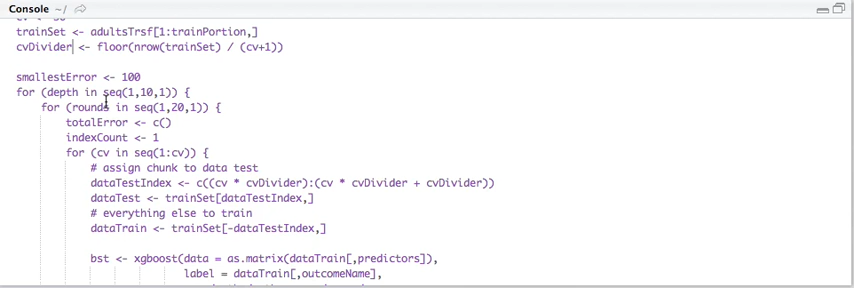 Console ~/
trainSet <- adultsTrsf[1:trainPortion,]
cvDivider <- floor(nrow(trainSet) / (cv+1))
smallestError <- 100
for (depth in seq(1,10,1)) {
for (rounds in seq(1,20,1)) {
totalError <- c()
indexCount <- 1
for (cv in seq(1:cv)) {
# assign chunk to data test
dataTestIndex <- c((cv * cvDivider):(cv * cvDivider + cvDivider))
dataTest <- trainSet[dataTestIndex,]
# everything else to train
dataTrain <- trainSet[-dataTestIndex,]
bst <- xgboost(data = as.matrix(dataTrain[,predictors]),
label = dataTrain[,outcomeName],